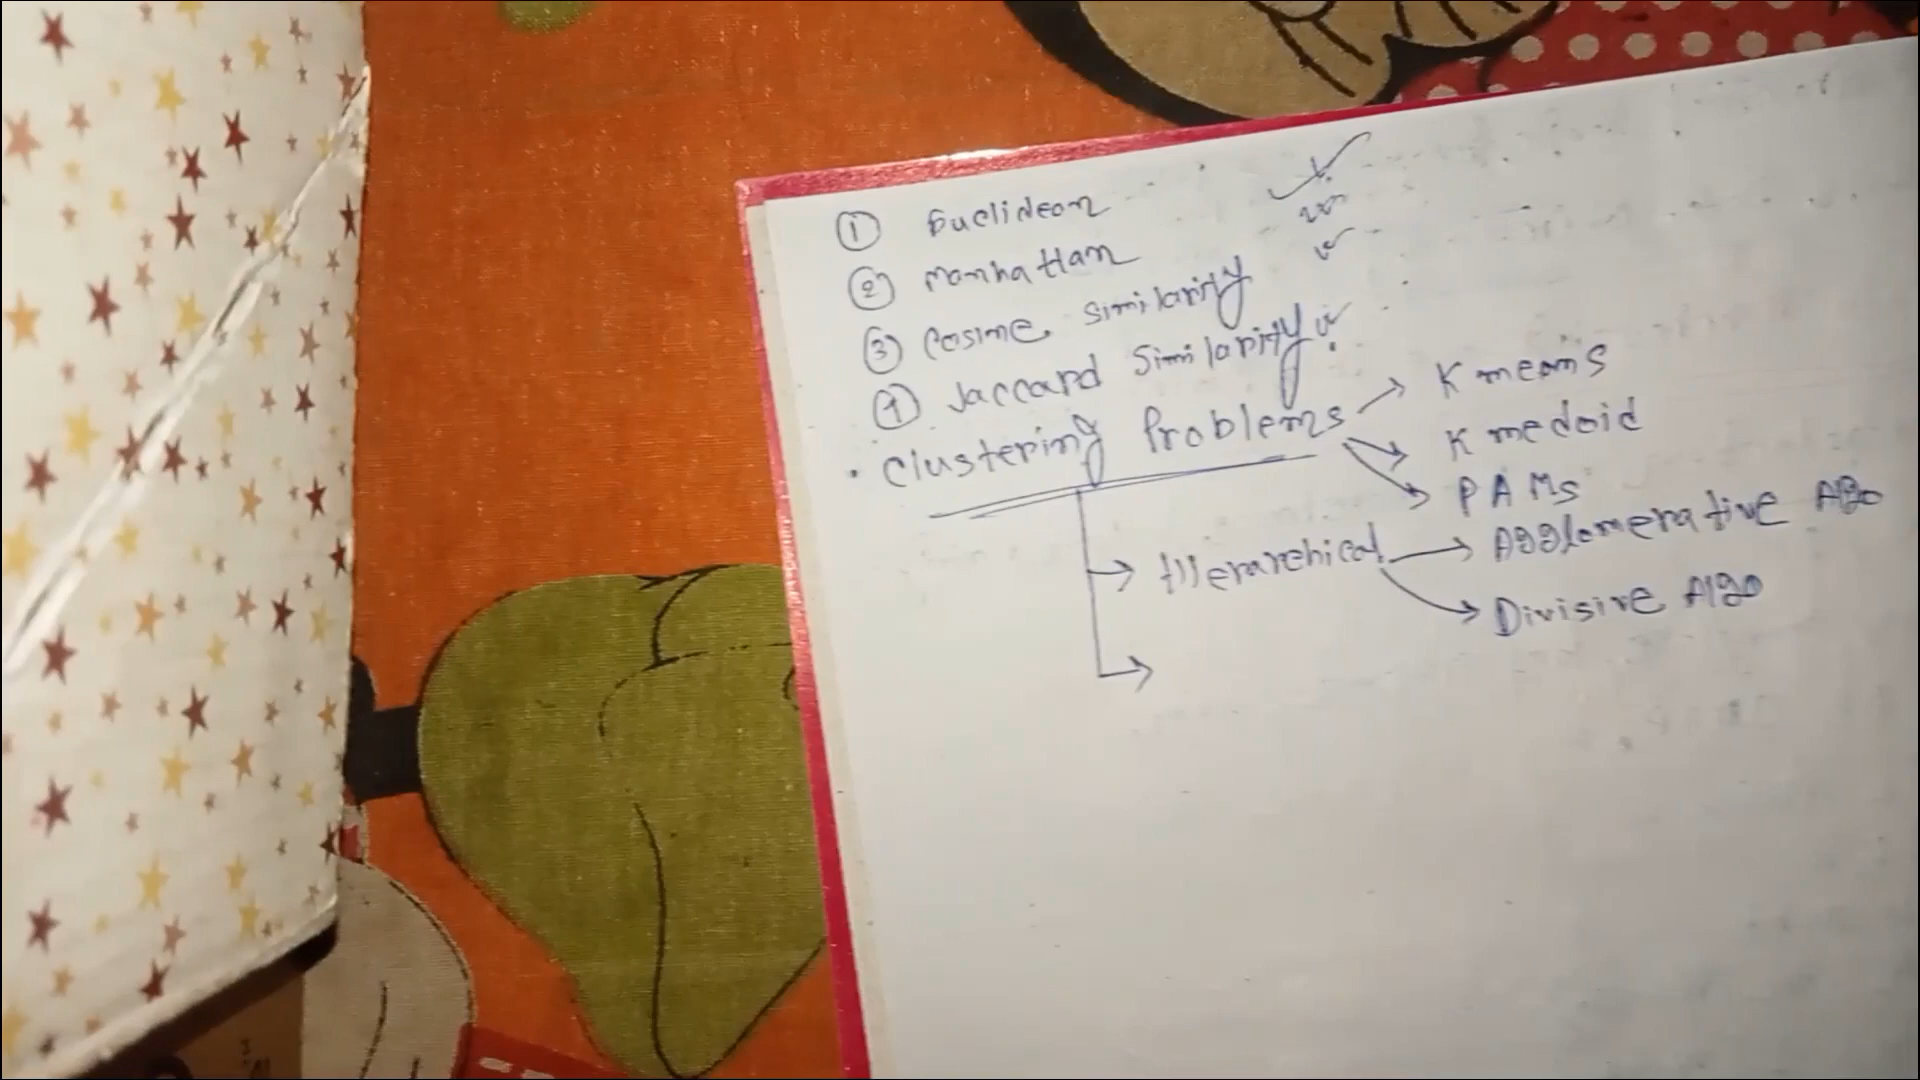 ① Euclidean
② Manhattan
③ Cosine Similarity
④ Jaccard Similarity
• Clustering Problems → K means
→ K medoid
→ PAMs
→ Hierarchical → Agglomerative Algo
→ Divisive Algo
→